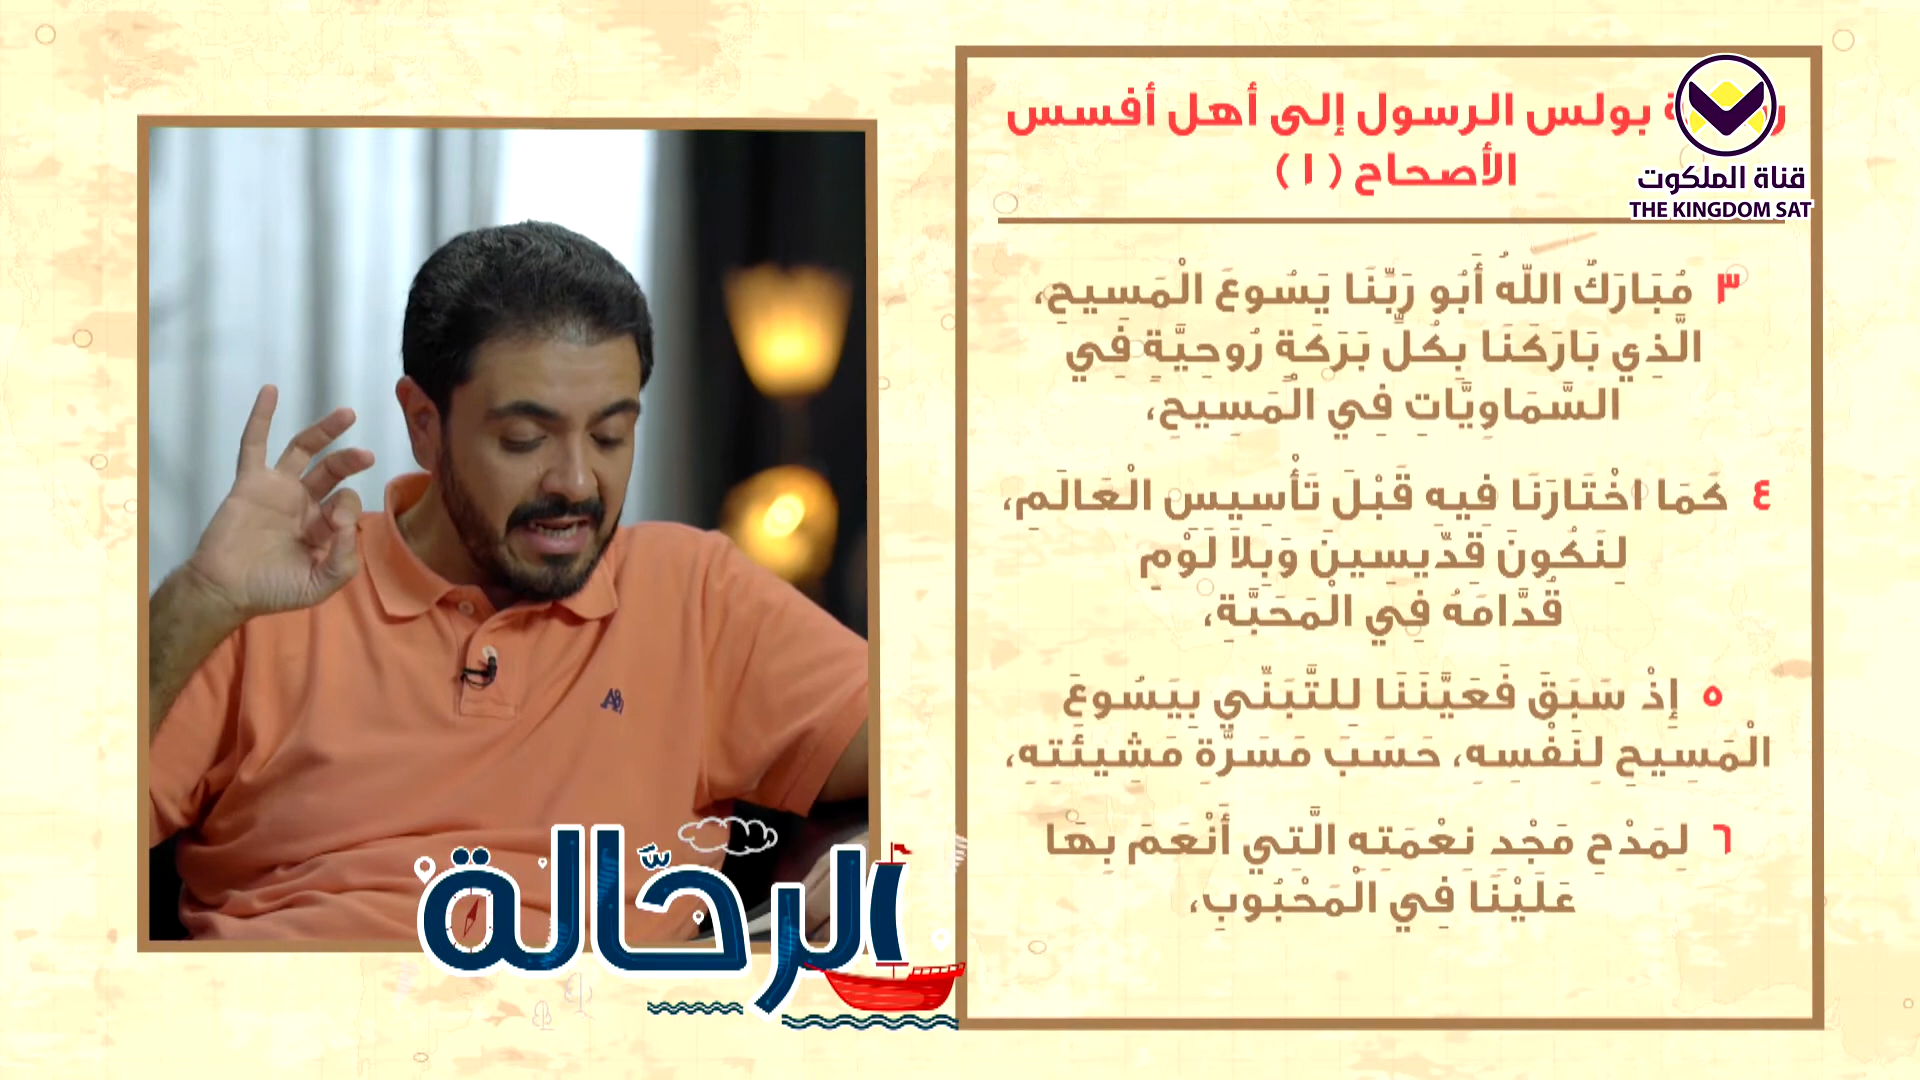 بولس الرسول إلى أهل أفسس
الأصحاح (١)
قناة الملكوت
THE KINGDOM SAT
٣ مُبَارَكٌ اللهُ أَبُو رَبِّنَا يَسُوعَ الْمَسِيحِ،
الَّذِي بَارَكَنَا بِكُلِّ بَرَكَةٍ رُوحِيَّةٍ فِي
السَّمَاوِيَّاتِ فِي الْمَسِيحِ،
٤ كَمَا اخْتَارَنَا فِيهِ قَبْلَ تَأْسِيسِ الْعَالَمِ،
لِنَكُونَ قِدِّيسِينَ وَبِلاَ لَوْمٍ
قُدَّامَهُ فِي الْمَحَبَّةِ،
٥ إِذْ سَبَقَ فَعَيَّنَنَا لِلتَّبَنِّي بِيَسُوعَ
الْمَسِيحِ لِنَفْسِهِ، حَسَبَ مَسَرَّةِ مَشِيئَتِهِ،
٦ لِمَدْحِ مَجْدِ نِعْمَتِهِ الَّتِي أَنْعَمَ بِهَا
عَلَيْنَا فِي الْمَحْبُوبِ،
الرحّالة